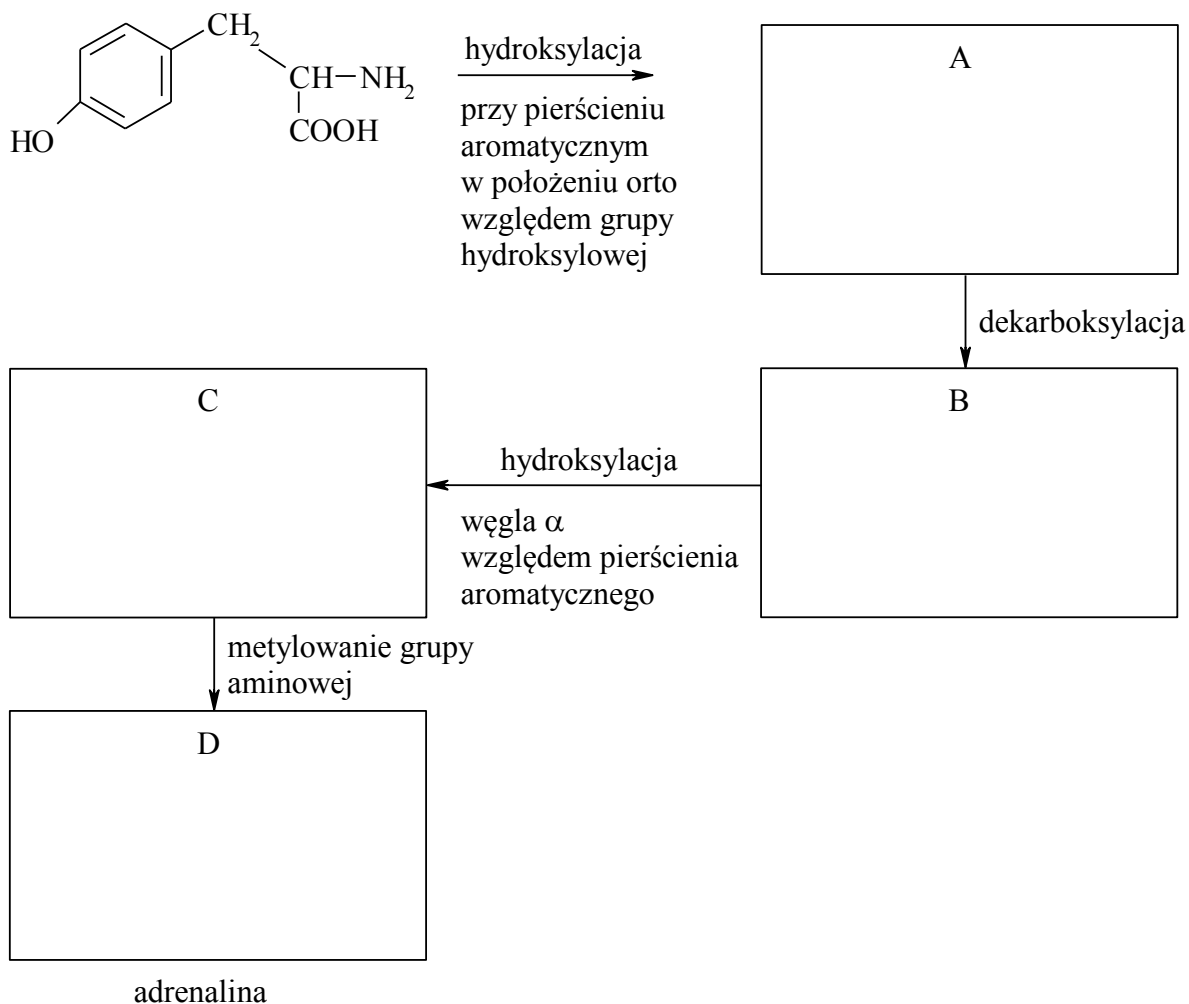 CH2
CH–NH2
COOH
HO
hydroksylacja
przy pierścieniu
aromatycznym
w położeniu orto
względem grupy
hydroksylowej
A
dekarboksylacja
B
hydroksylacja
węgla α
względem pierścienia
aromatycznego
C
metylowanie grupy
aminowej
D
adrenalina